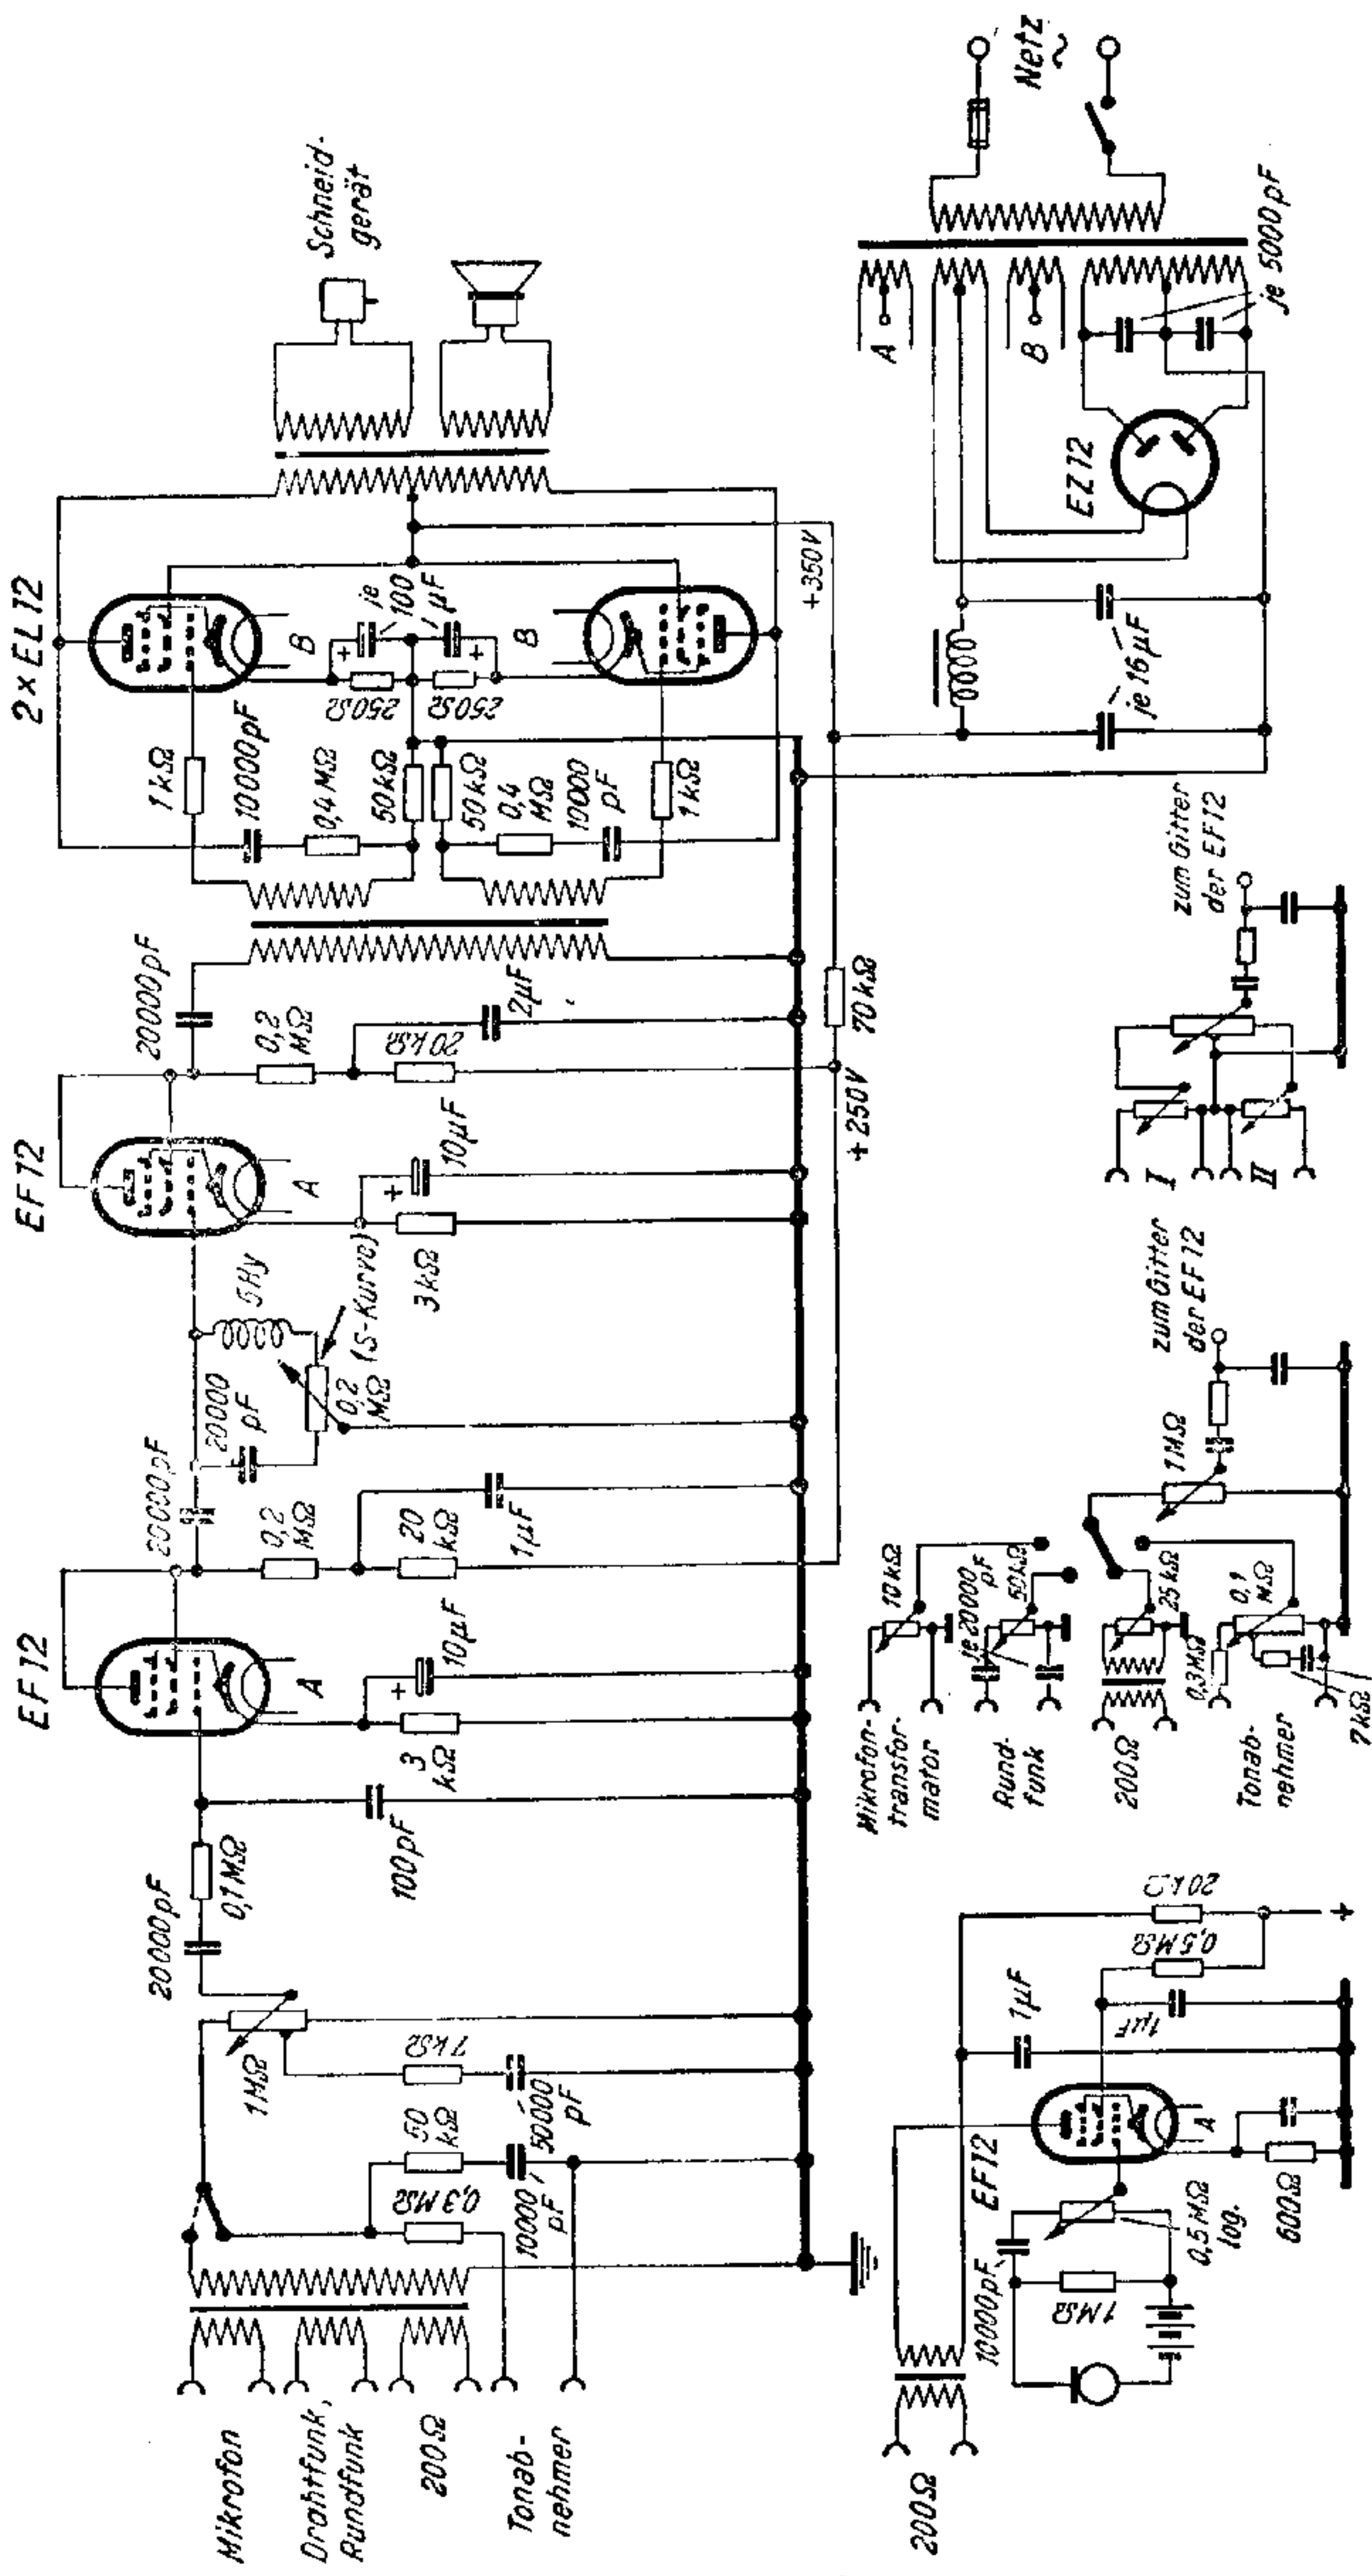 Mikrofon
Drahtfunk,
Rundfunk
200Ω
Tonab-
nehmer
1MΩ
20000pF
0,1MΩ
7kΩ
50
kΩ
0,3MΩ
50000
pF
10000
pF
100pF
EF12
A
3
kΩ
10µF
20000pF
0,2
MΩ
20
kΩ
1µF
20000
pF
5Hy
0,2
MΩ
(S-Kurve)
EF12
A
3kΩ
10µF
20000pF
0,2
MΩ
20kΩ
2µF
+250V
70kΩ
2xEL12
1kΩ
10000pF
0,4MΩ
50kΩ
50kΩ
0,4
MΩ
10000
pF
1kΩ
B
250Ω
250Ω
+
je
100
µF
+
B
+350V
Schneid-
gerät
200Ω
10000pF
1MΩ
EF12
A
0,5MΩ
log.
600Ω
1µF
1µF
0,5MΩ
20kΩ
+
Mikrofon-
transfor-
mator
10kΩ
Rund-
funk
je 20000
pF
50kΩ
200Ω
25kΩ
Tonab-
nehmer
0,3MΩ
0,1
MΩ
7kΩ
1MΩ
zum Gitter
der EF12
I
II
zum Gitter
der EF12
je 16µF
EZ12
A
B
je 5000pF
Netz
~